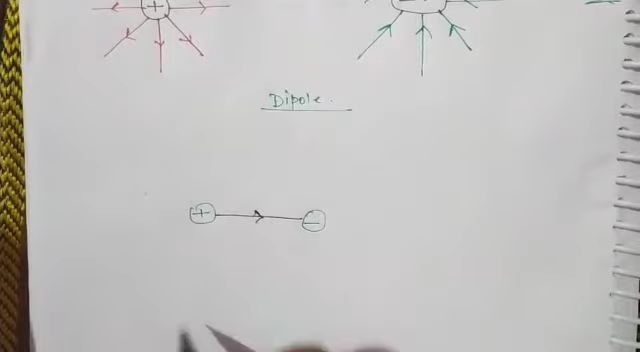 +
Dipole.
+ −